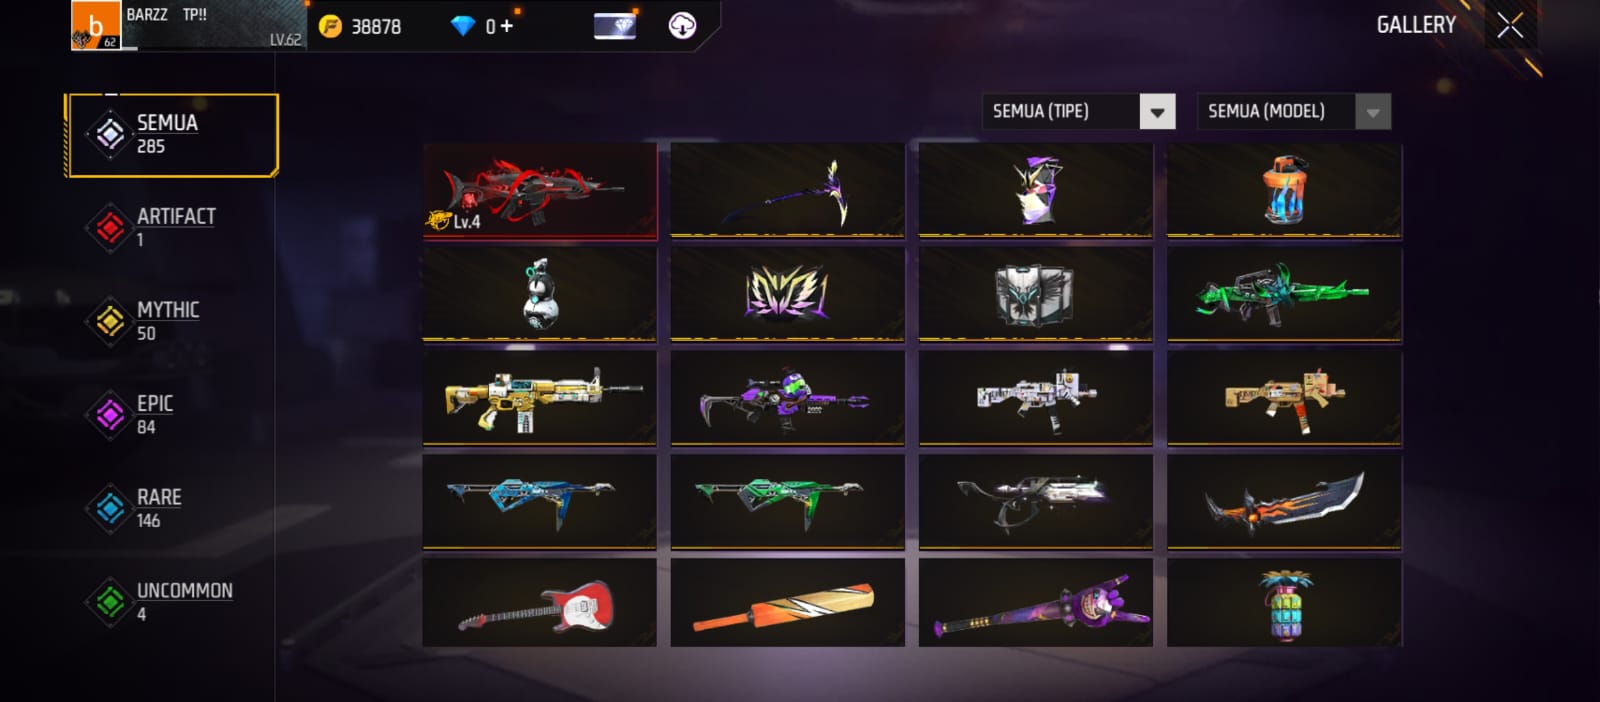 b
62
BARZZ TP!!
LV.62
38878
0 +
GALLERY
SEMUA
285
ARTIFACT
1
MYTHIC
50
EPIC
84
RARE
146
UNCOMMON
4
SEMUA (TIPE)
SEMUA (MODEL)
Lv.4